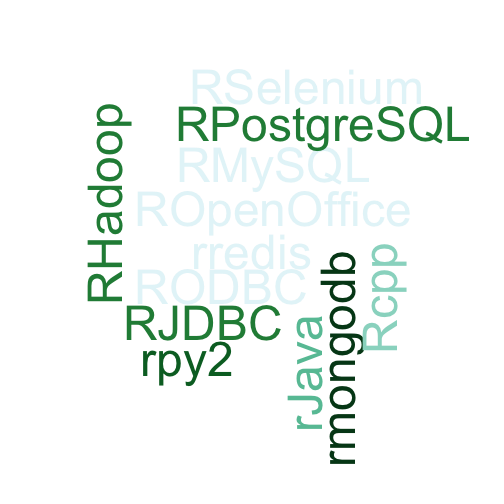 RSelenium
RPostgreSQL
RHadoop
RMySQL
ROpenOffice
rredis
Rcpp
RODBC
rmongodb
RJDBC
rJava
rpy2